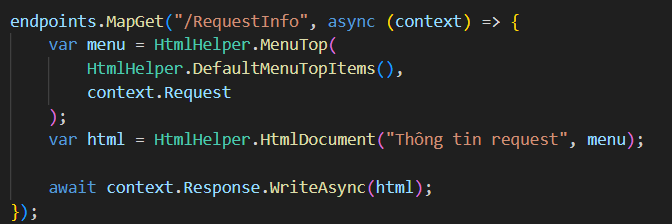 endpoints.MapGet("/RequestInfo", async (context) => {
    var menu = HtmlHelper.MenuTop(
        HtmlHelper.DefaultMenuTopItems(),
        context.Request
    );
    var html = HtmlHelper.HtmlDocument("Thông tin request", menu);

    await context.Response.WriteAsync(html);
});